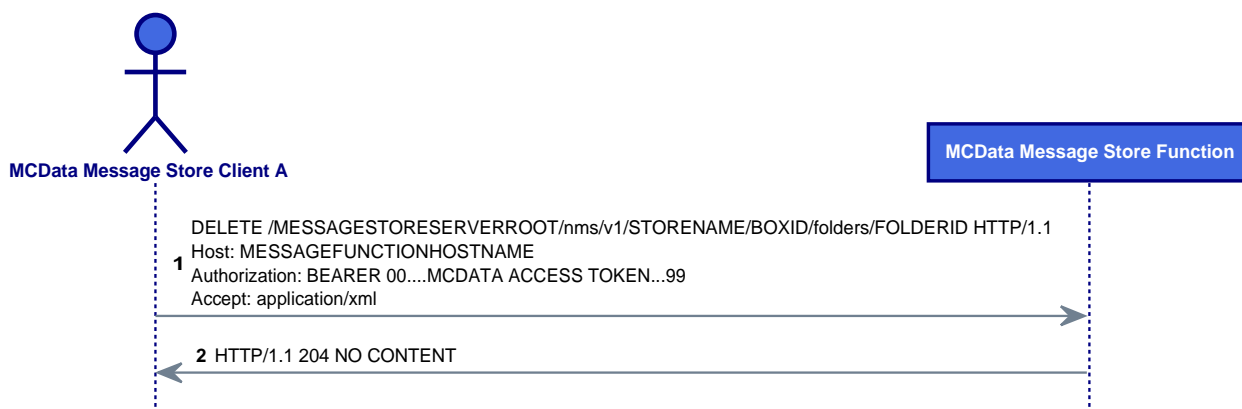 MCData Message Store Client A
MCData Message Store Function
DELETE /MESSAGESTORESERVERROOT/nms/v1/STORENAME/BOXID/folders/FOLDERID HTTP/1.1
Host: MESSAGEFUNCTIONHOSTNAME
1
Authorization: BEARER 00....MCDATA ACCESS TOKEN...99
Accept: application/xml
2 HTTP/1.1 204 NO CONTENT